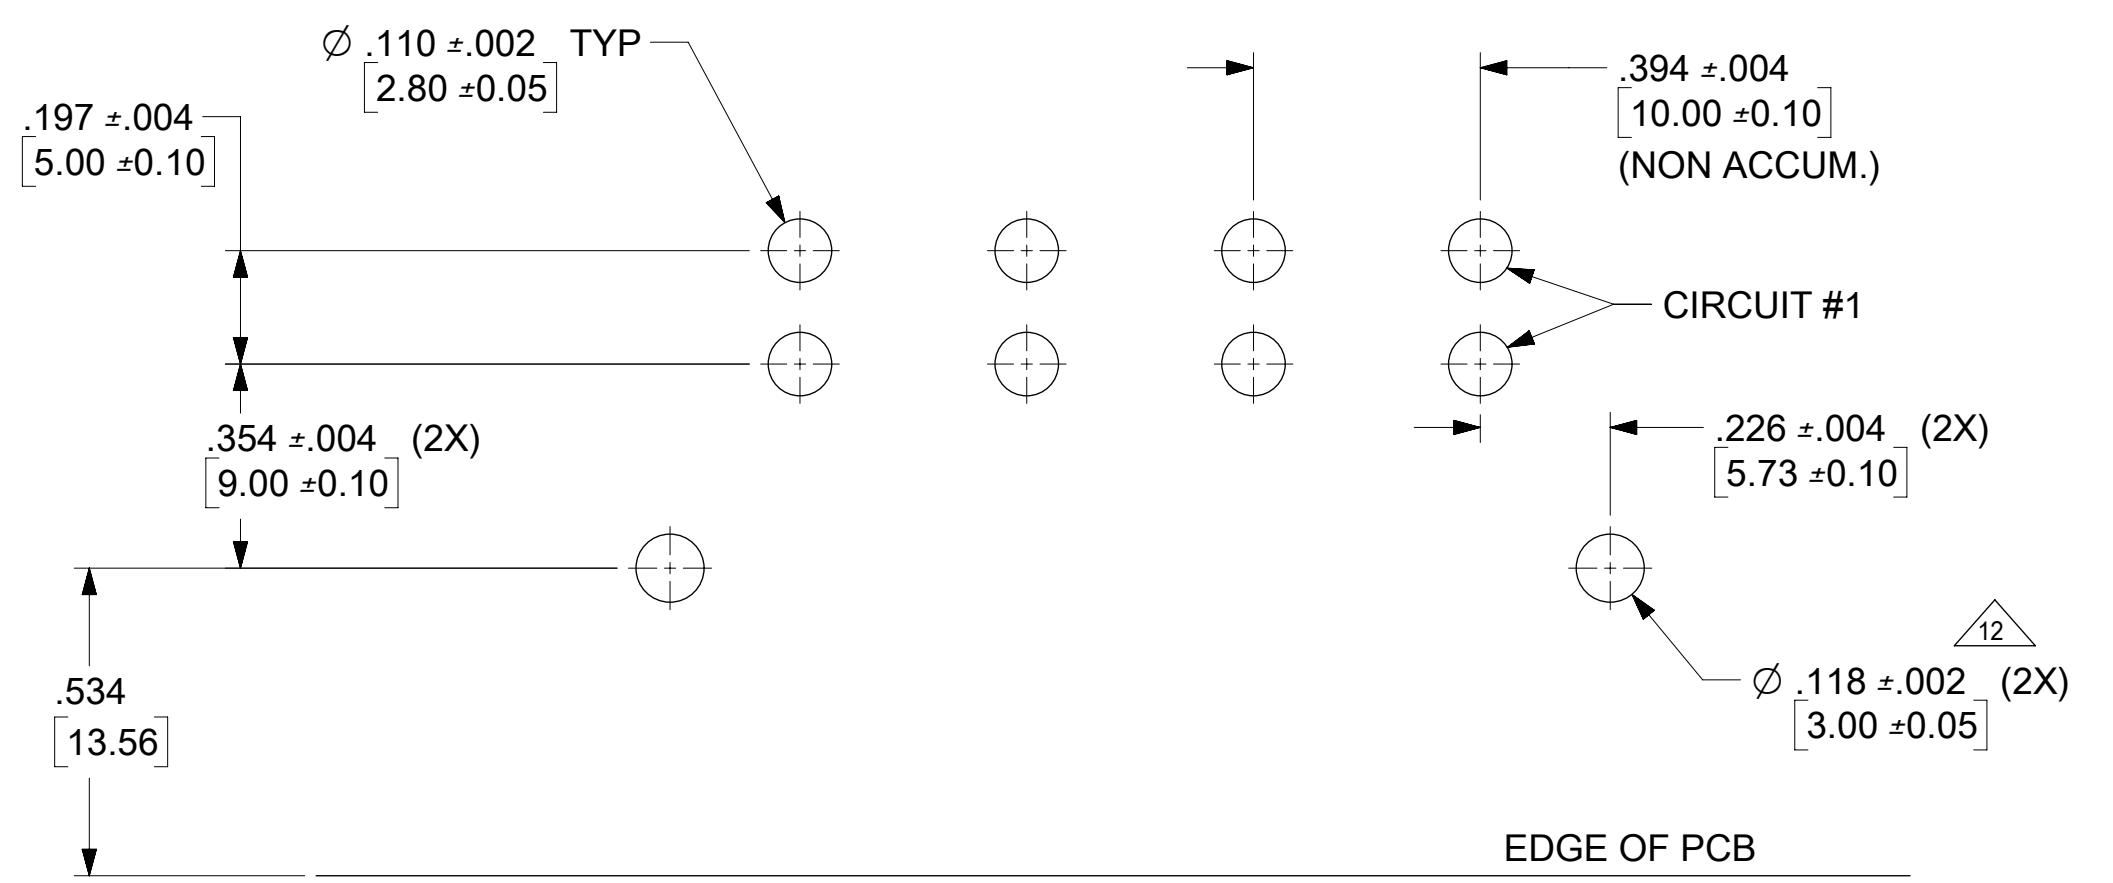 ⌀ .110 ±.002 TYP
[2.80 ±0.05]
.394 ±.004
[10.00 ±0.10]
(NON ACCUM.)
.197 ±.004
[5.00 ±0.10]
CIRCUIT #1
.354 ±.004 (2X)
[9.00 ±0.10]
.226 ±.004 (2X)
[5.73 ±0.10]
12
⌀ .118 ±.002 (2X)
[3.00 ±0.05]
.534
[13.56]
EDGE OF PCB